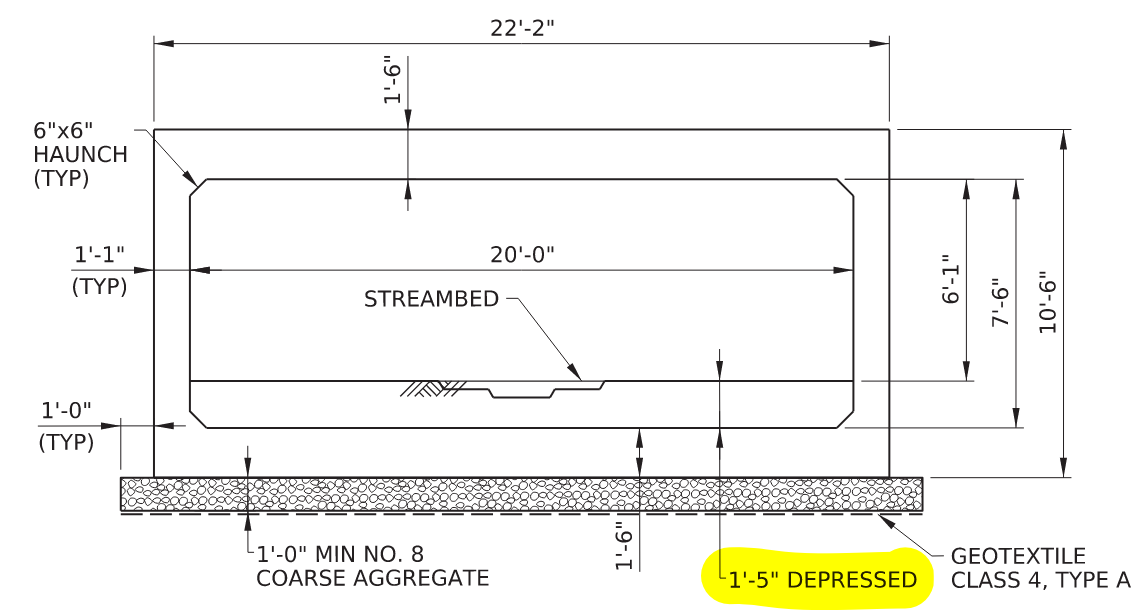 22'-2"
1'-6"
6"x6"
HAUNCH
(TYP)
1'-1"
(TYP)
20'-0"
STREAMBED
6'-1"
7'-6"
10'-6"
1'-0"
(TYP)
1'-6"
1'-0" MIN NO. 8
COARSE AGGREGATE
1'-5" DEPRESSED
GEOTEXTILE
CLASS 4, TYPE A